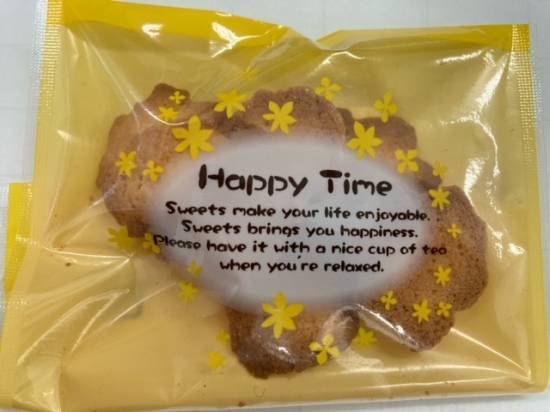 Happy Time
Sweets make your life enjoyable.
Sweets brings you happiness.
Please have it with a nice cup of tea
when you're relaxed.